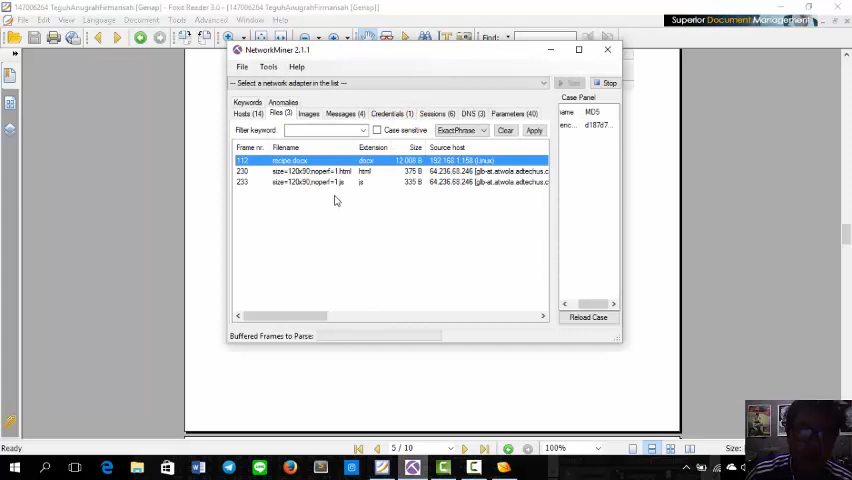 147006264 TeguhAnugrahFirmansah [Genap] - Foxit Reader 3.0 - [147006264 TeguhAnugrahFirmansah [Genap]]
File Edit View Language Document Tools Advanced Window Help
Superior Document Management
NetworkMiner 2.1.1
File Tools Help
--- Select a network adapter in the list ---
Stop
Case Panel
Keywords Anomalies
Hosts (14) Files (3) Images Messages (4) Credentials (1) Sessions (6) DNS (3) Parameters (40)
name MD5
enc... d187d7...
Filter keyword Case sensitive ExactPhrase Clear Apply
Frame nr. Filename Extension Size Source host
112 recipe.docx docx 12 008 B 192.168.1.158 (Linux)
230 size=120x90;noperf=1.html html 375 B 64.236.68.246 [glb-at.atwola.adtechus.c
233 size=120x90;noperf=1.js js 335 B 64.236.68.246 [glb-at.atwola.adtechus.c
Reload Case
Buffered Frames to Parse:
Ready
5 / 10
100%
Size: